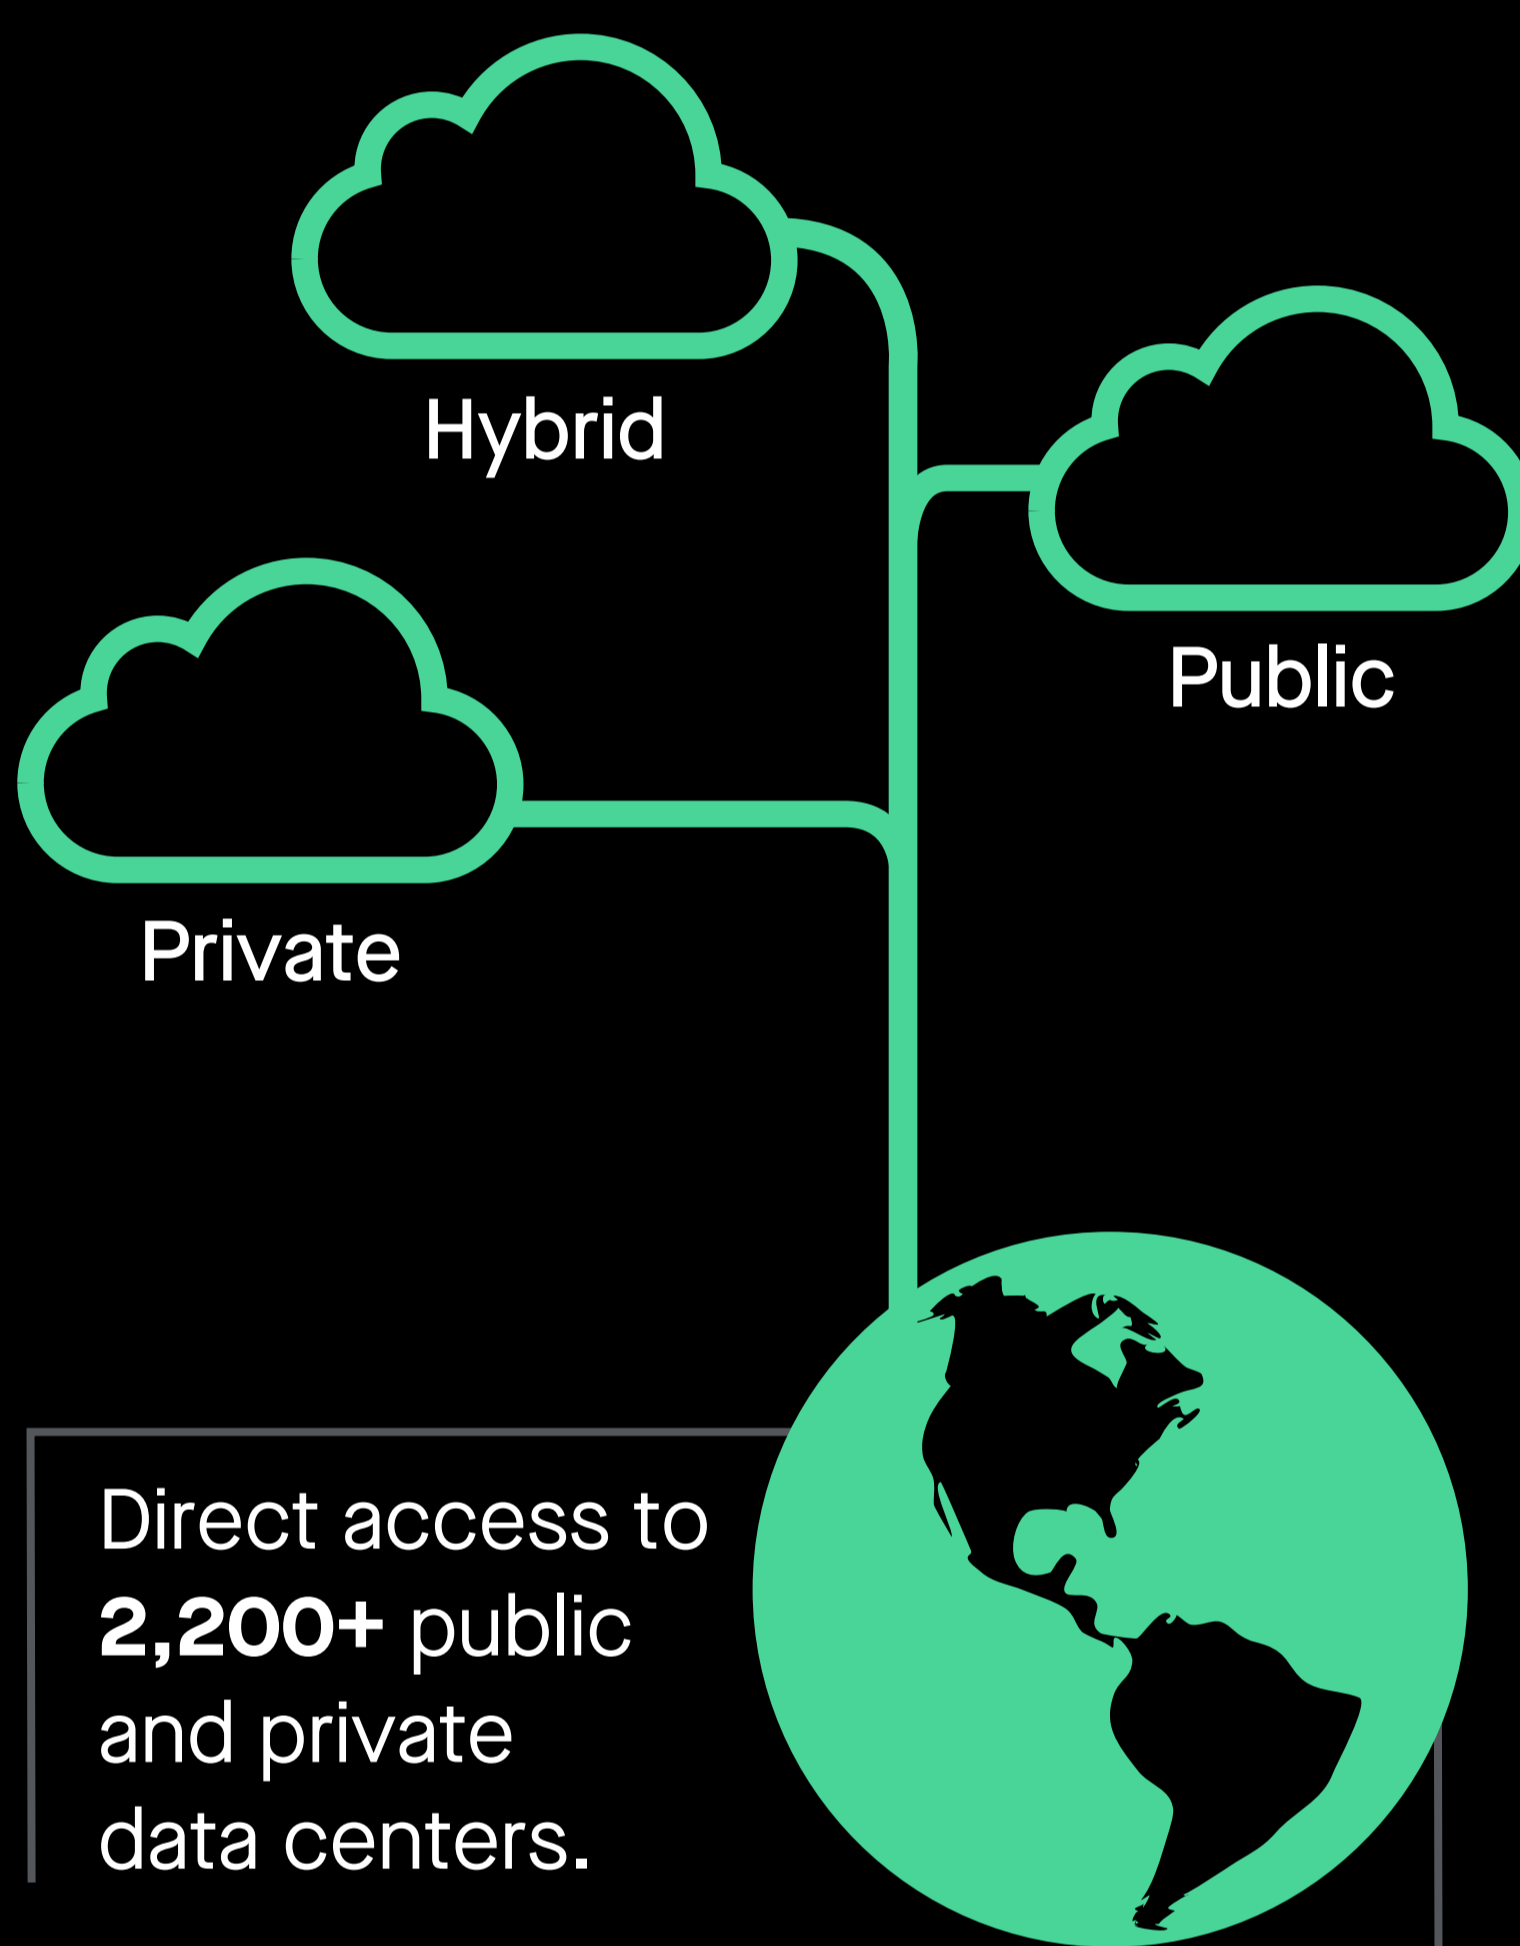 Hybrid
Public
Private
Direct access to
2,200+ public
and private
data centers.